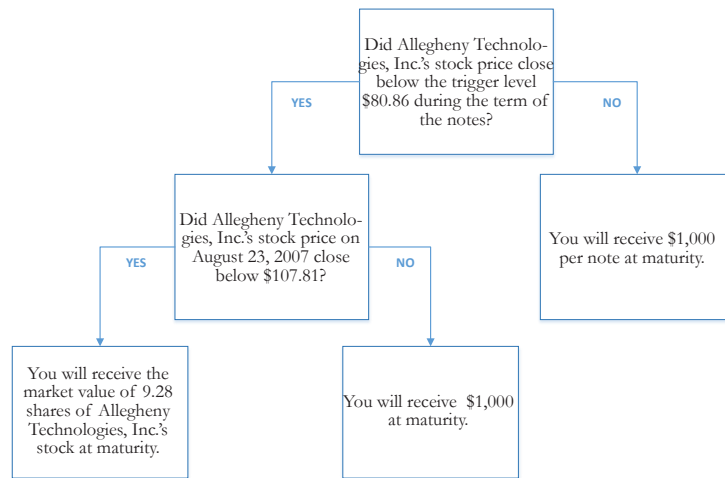 Did Allegheny Technolo-
gies, Inc.'s stock price close
below the trigger level
$80.86 during the term of
the notes?
YES
NO
Did Allegheny Technolo-
gies, Inc.'s stock price on
August 23, 2007 close
below $107.81?
You will receive $1,000
per note at maturity.
YES
NO
You will receive the
market value of 9.28
shares of Allegheny
Technologies, Inc.'s
stock at maturity.
You will receive $1,000
at maturity.